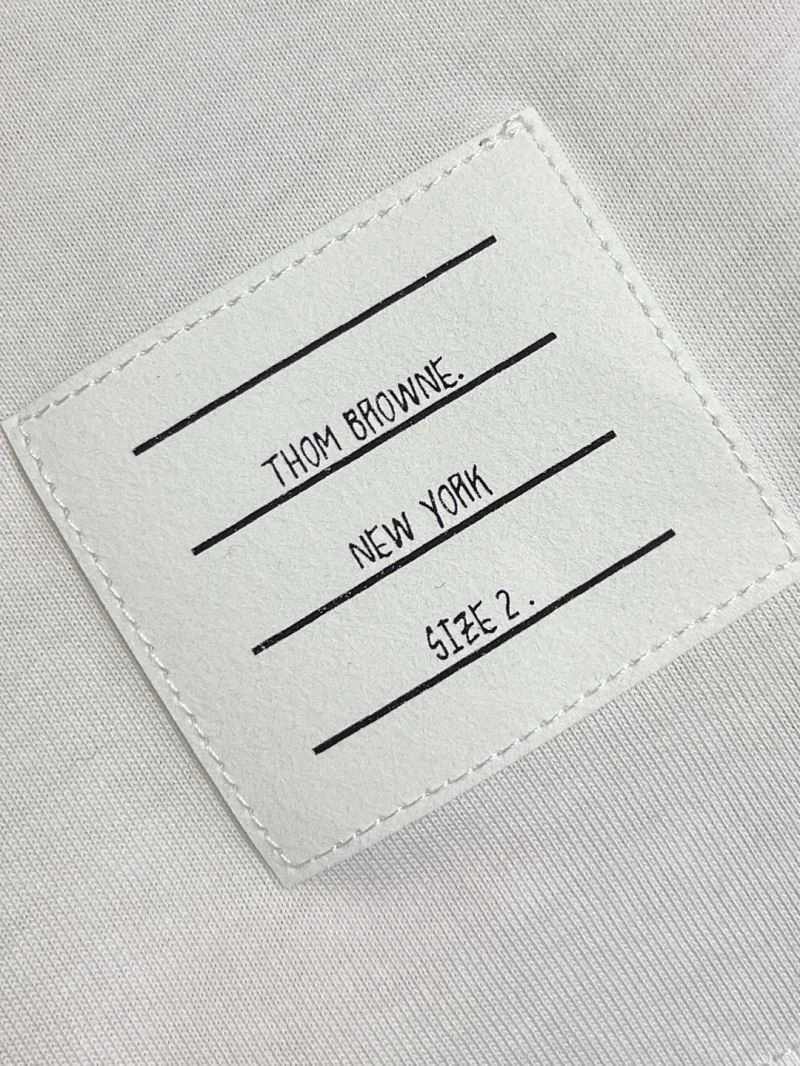 THOM BROWNE.
NEW YORK
SIZE 2.